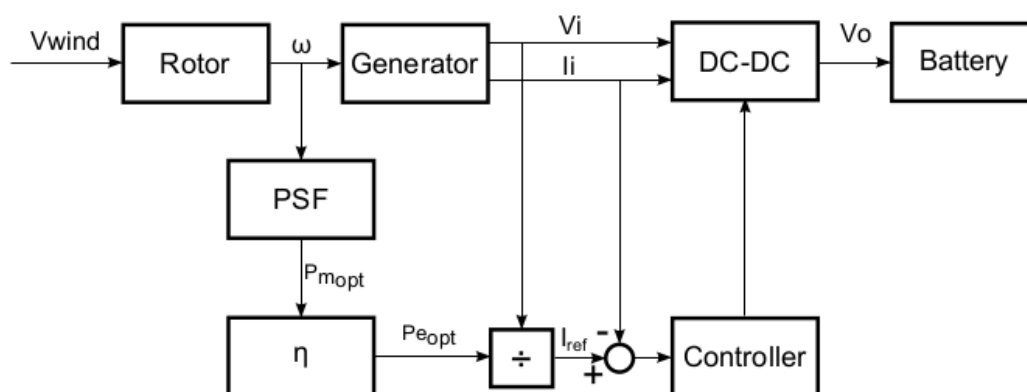 Vwind
Rotor
ω
Generator
Vi
Ii
DC-DC
Vo
Battery
PSF
Pmopt
η
Peopt
÷
Iref
-
+
Controller